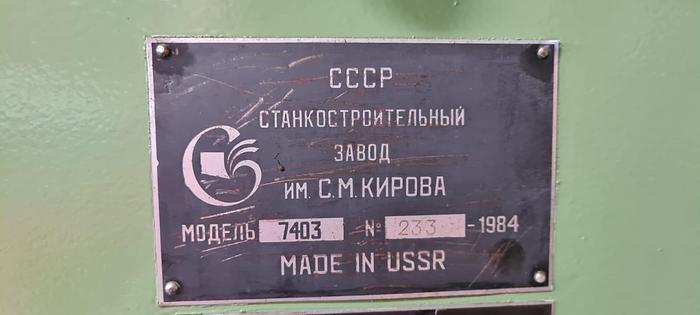 СССР
СТАНКОСТРОИТЕЛЬНЫЙ
ЗАВОД
ИМ. С.М.КИРОВА
МОДЕЛЬ 7403 № 233 -1984
MADE IN USSR